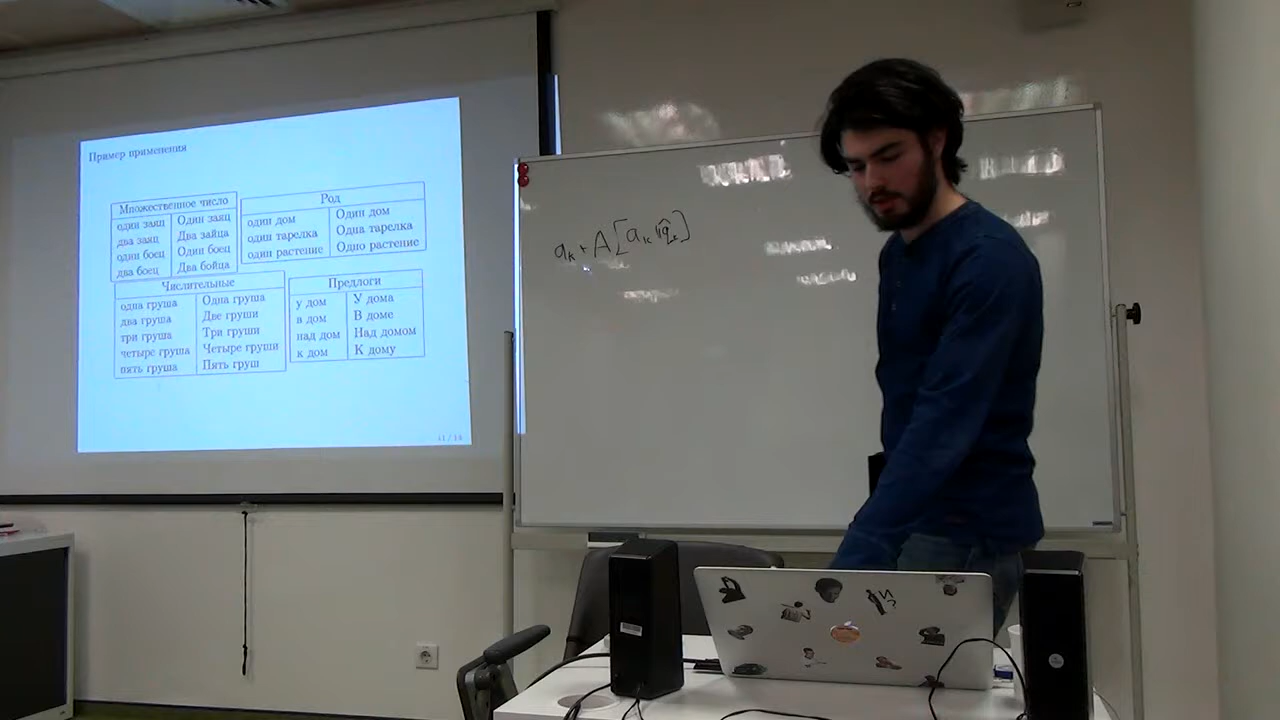 Пример применения
Множественное число
один заяц Один заяц
два заяц Два зайца
один боец Один боец
два боец Два бойца
Род
один дом Один дом
один тарелка Одна тарелка
один растение Одно растение
Числительные
одна груша Одна груша
два груша Две груши
три груша Три груши
четыре груша Четыре груши
пять груша Пять груш
Предлоги
у дом У дома
в дом В доме
над дом Над домом
к дом К дому